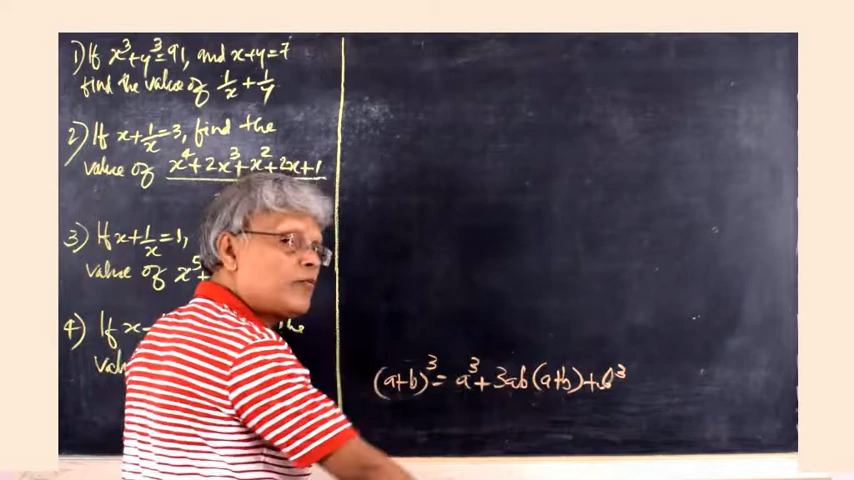 1) If x³+y³=91, and x+y=7
find the value of 1/x + 1/y
2) If x+1/x=3, find the
value of x⁴+2x³+x²+2x+1
3) If x+1/x=1,
value of x⁵+
4) If x-
the
(a+b)³= a³+3ab(a+b)+b³